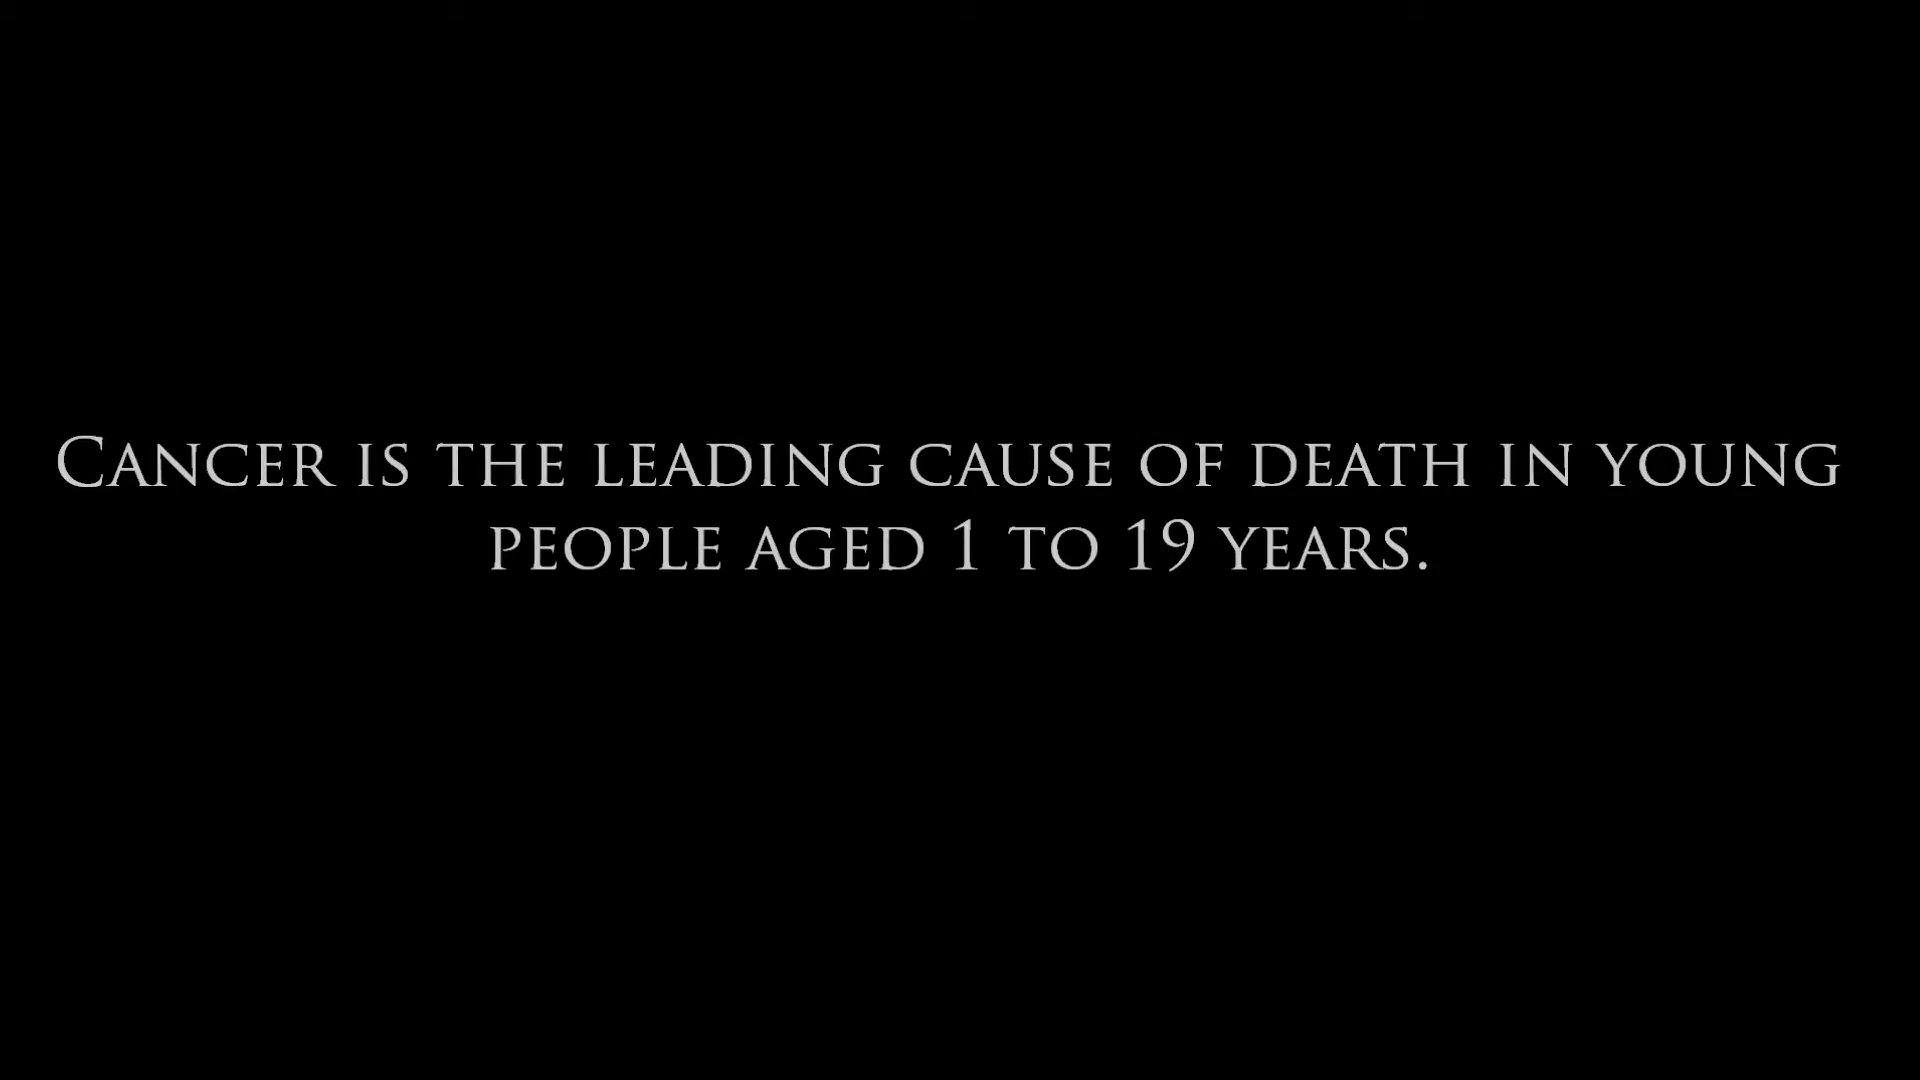 Cancer is the leading cause of death in young
people aged 1 to 19 years.